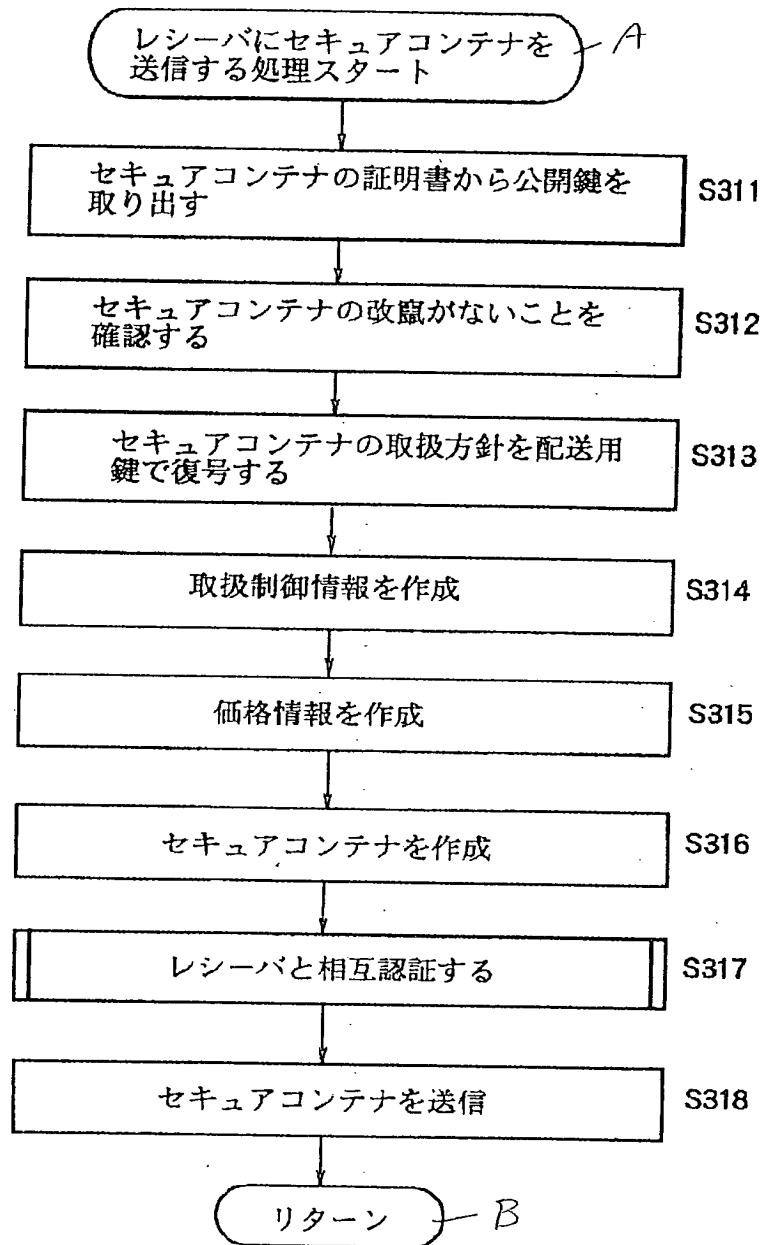 レシーバにセキュアコンテナを
送信する処理スタート
A
セキュアコンテナの証明書から公開鍵を
取り出す
S311
セキュアコンテナの改竄がないことを
確認する
S312
セキュアコンテナの取扱方針を配送用
鍵で復号する
S313
取扱制御情報を作成
S314
価格情報を作成
S315
セキュアコンテナを作成
S316
レシーバと相互認証する
S317
セキュアコンテナを送信
S318
リターン
B